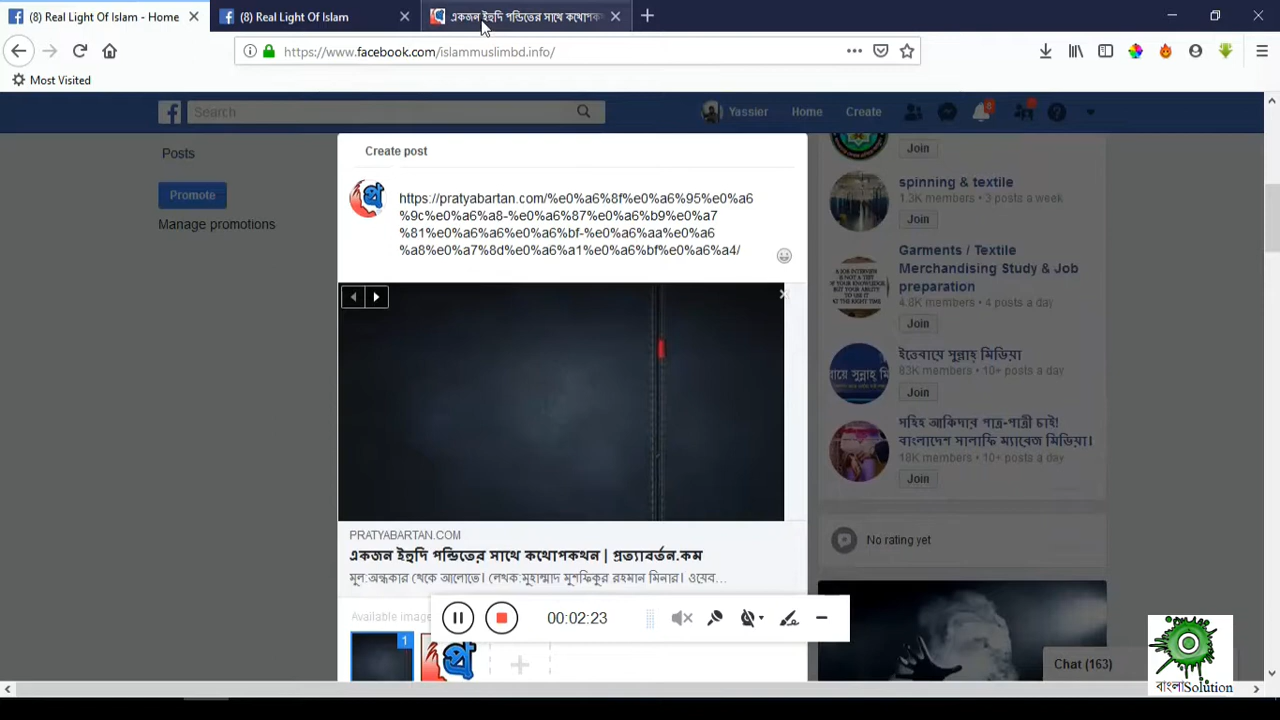 (8) Real Light Of Islam - Home
(8) Real Light Of Islam
একজন ইহুদি পন্ডিতের সাথে কথোপক
https://www.facebook.com/islammuslimbd.info/
Most Visited
Search
Yassier
Home
Create
8
Posts
Promote
Manage promotions
Create post
https://pratyabartan.com/%e0%a6%8f%e0%a6%95%e0%a6
%9c%e0%a6%a8-%e0%a6%87%e0%a6%b9%e0%a7
%81%e0%a6%a6%e0%a6%bf-%e0%a6%aa%e0%a6
%a8%e0%a7%8d%e0%a6%a1%e0%a6%bf%e0%a6%a4/
PRATYABARTAN.COM
একজন ইহুদি পন্ডিতের সাথে কথোপকথন | প্রত্যাবর্তন.কম
মূল:অন্ধকার থেকে আলোতে। লেখক:মুহাম্মাদ মুশফিকুর রহমান মিনার। ওয়েব...
Available imag
1
প্র
00:02:23
Join
spinning & textile
1.3K members • 3 posts a week
Join
Garments / Textile
Merchandising Study & Job
preparation
4.8K members • 4 posts a day
Join
ইতেবায়ে সুন্নাহ্ মিডিয়া
83K members • 10+ posts a day
Join
সহিহ আকিদার পাত্র-পাত্রী চাই!
বাংলাদেশ সালাফি ম্যারেজ মিডিয়া।
18K members • 10+ posts a day
Join
No rating yet
Chat (163)
বাংলাSolution